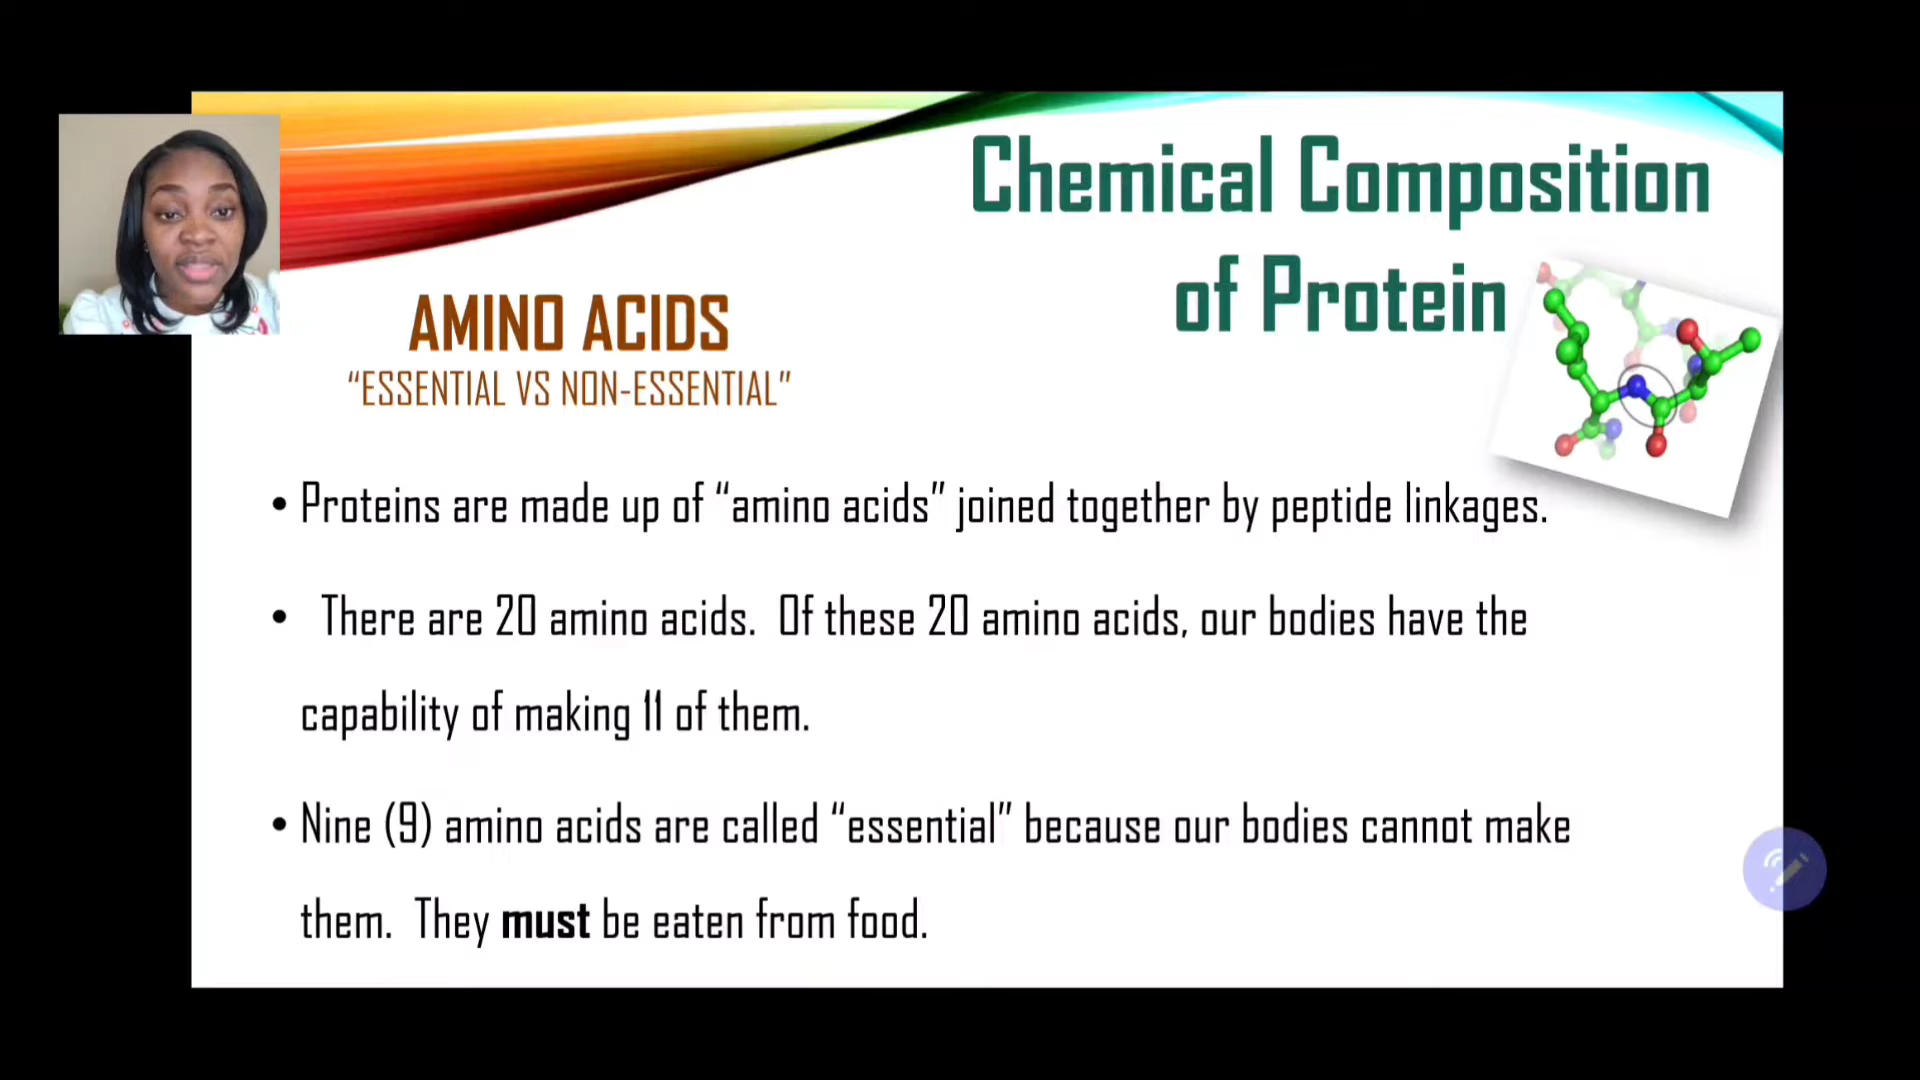 Chemical Composition
of Protein
AMINO ACIDS
“ESSENTIAL VS NON-ESSENTIAL”
• Proteins are made up of “amino acids” joined together by peptide linkages.
• There are 20 amino acids. Of these 20 amino acids, our bodies have the
capability of making 11 of them.
• Nine (9) amino acids are called “essential” because our bodies cannot make
them. They must be eaten from food.